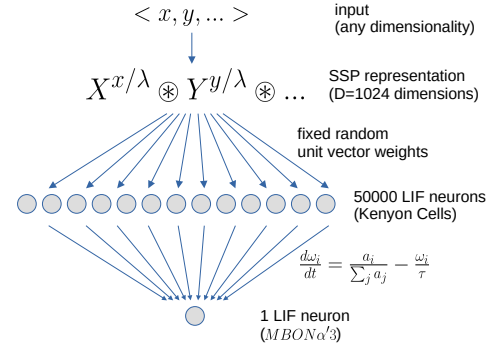 < x, y, ... >
input
(any dimensionality)
X^{x/λ} ⊛ Y^{y/λ} ⊛ ...
SSP representation
(D=1024 dimensions)
fixed random
unit vector weights
50000 LIF neurons
(Kenyon Cells)
dω_i/dt = a_i/∑_j a_j − ω_i/τ
1 LIF neuron
(MBONα′3)